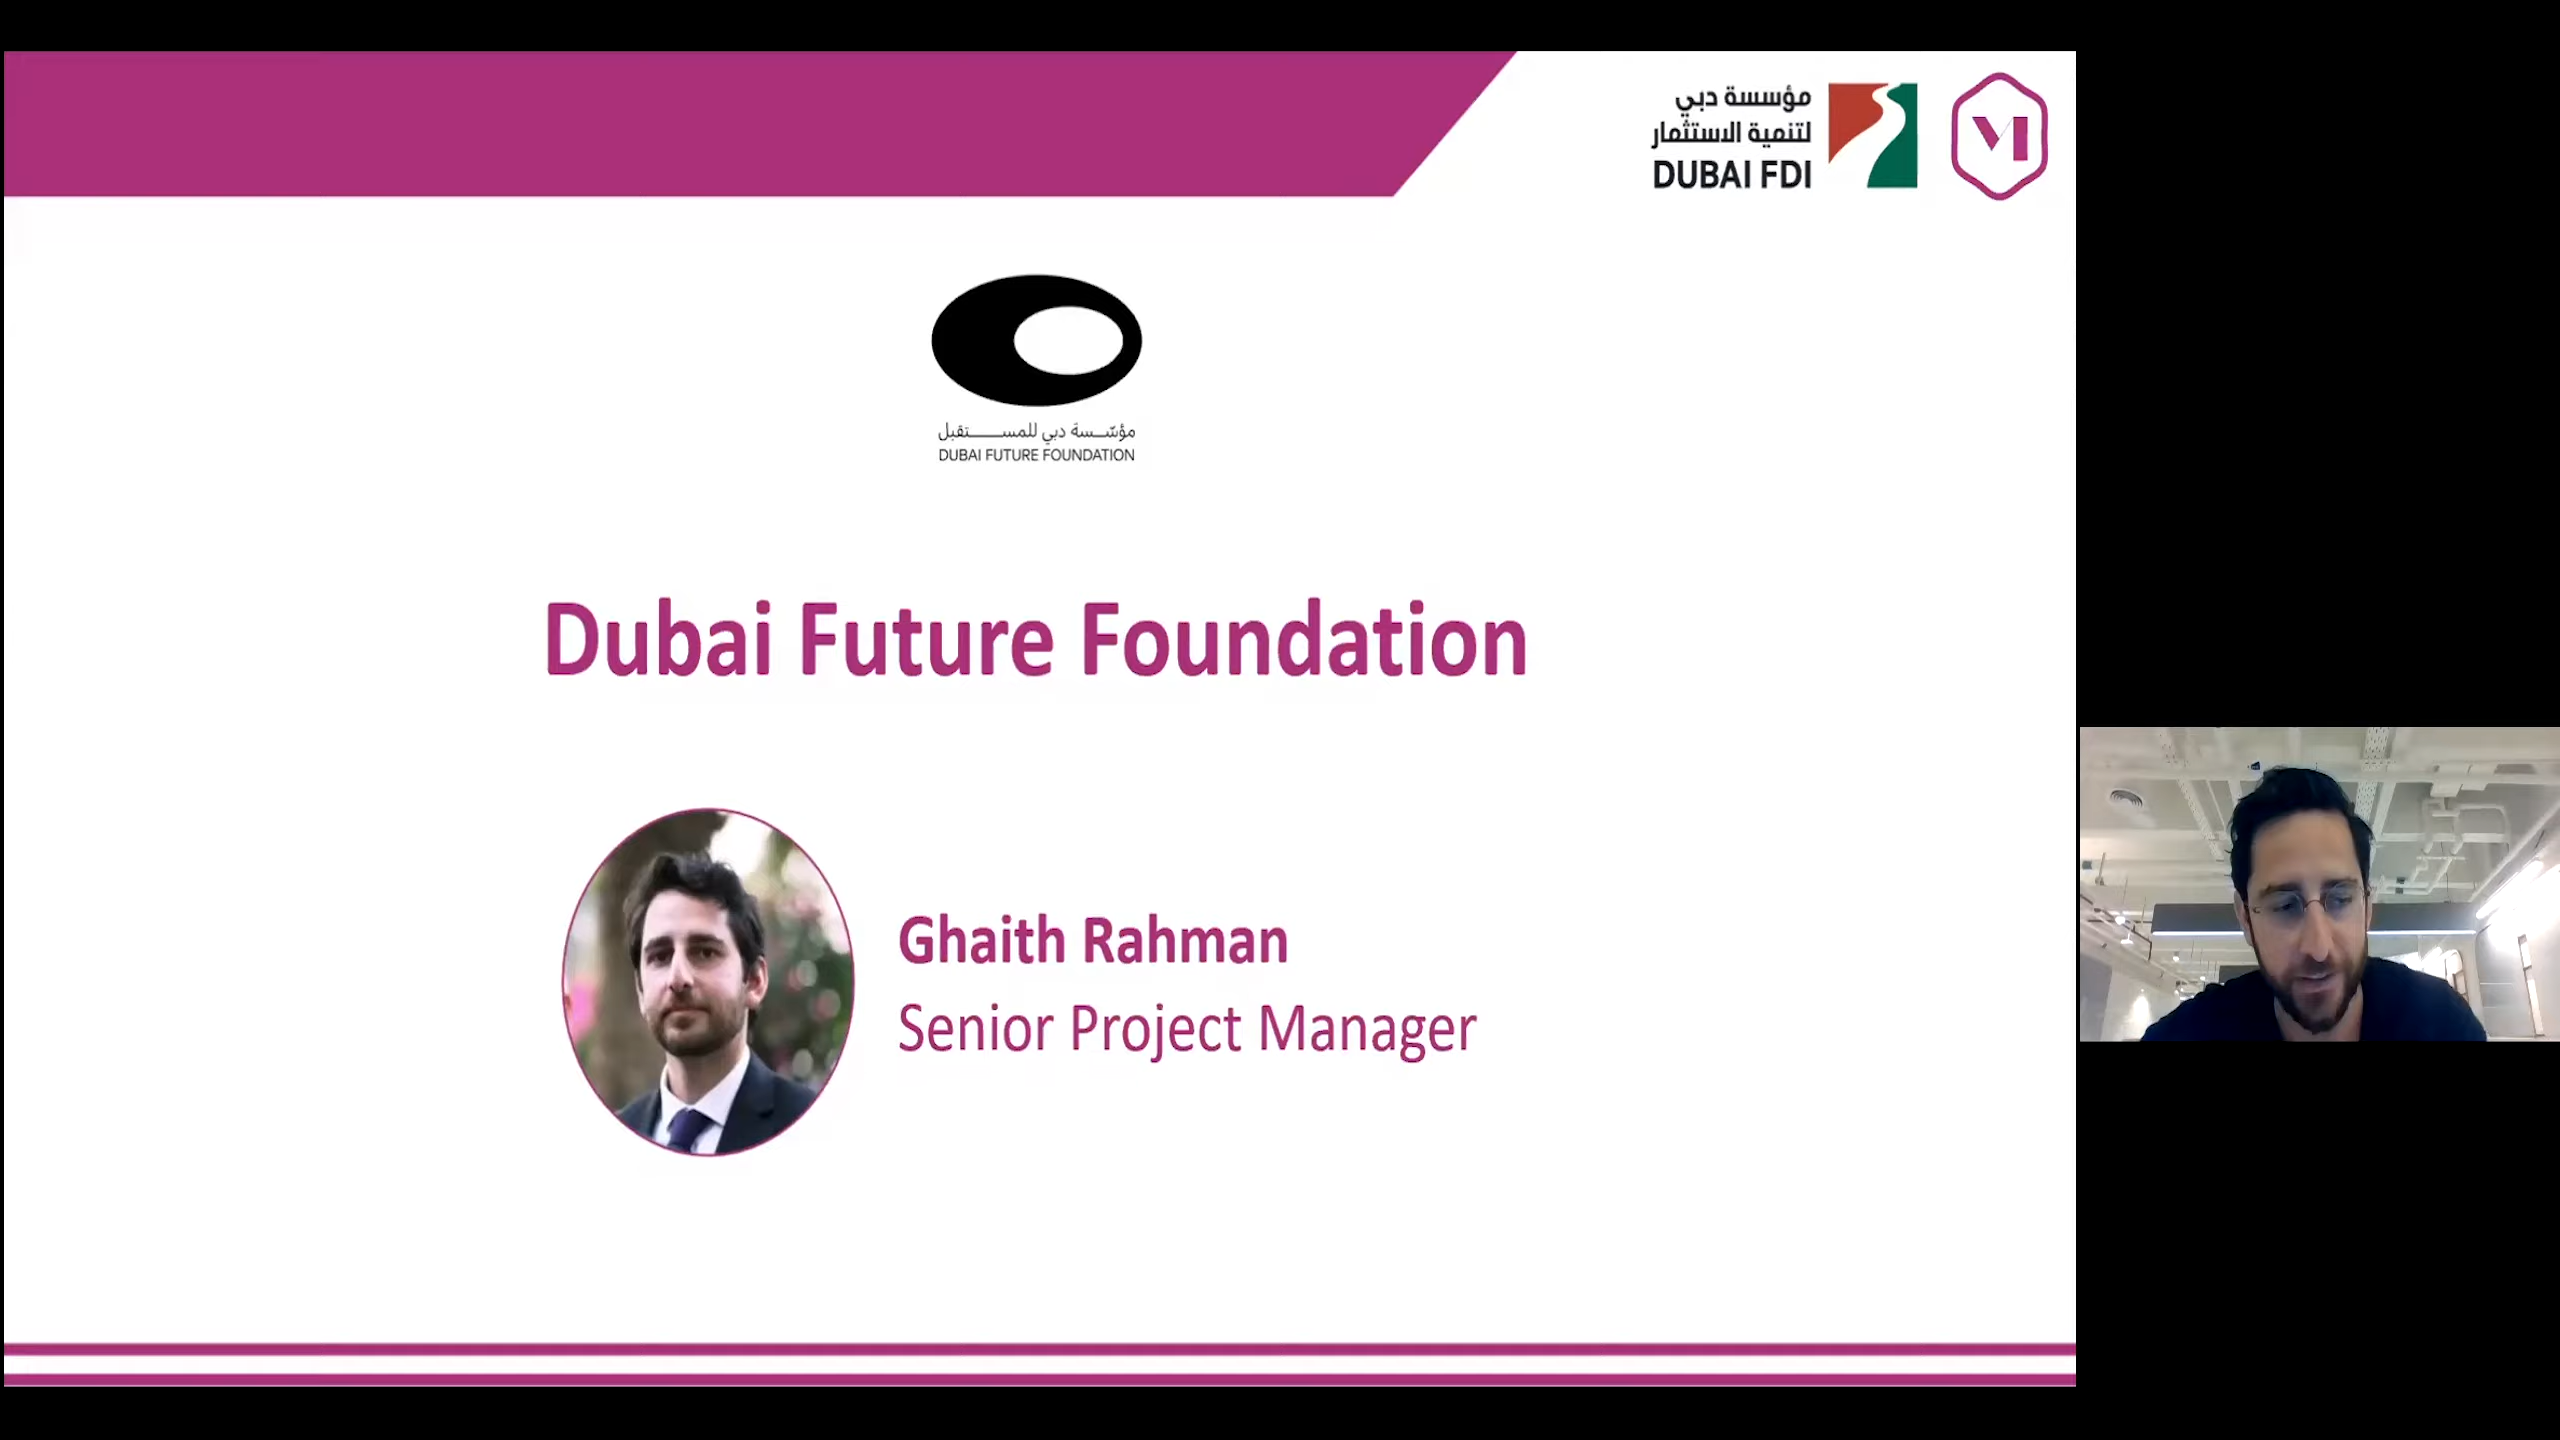 مؤسسة دبي
لتنمية الاستثمار
DUBAI FDI
مؤسسة دبي للمستقبل
DUBAI FUTURE FOUNDATION
Dubai Future Foundation
Ghaith Rahman
Senior Project Manager